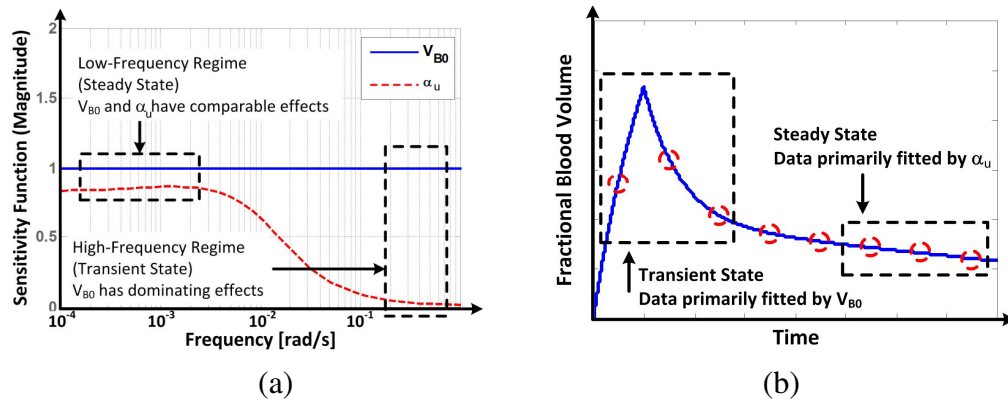 Sensitivity Function (Magnitude)
2
1.5
1
0.5
0
Low-Frequency Regime
(Steady State)
V_B0 and α_u have comparable effects
V_B0
α_u
High-Frequency Regime
(Transient State)
V_B0 has dominating effects
10^-4
10^-3
10^-2
10^-1
Frequency [rad/s]
(a)
Fractional Blood Volume
Steady State
Data primarily fitted by α_u
Transient State
Data primarily fitted by V_B0
Time
(b)